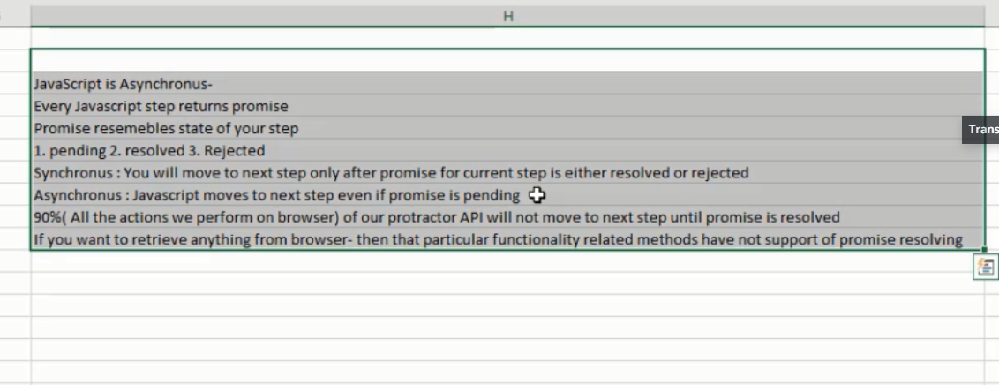 H
JavaScript is Asynchronus-
Every Javascript step returns promise
Promise resemebles state of your step
1. pending 2. resolved 3. Rejected
Synchronus : You will move to next step only after promise for current step is either resolved or rejected
Asynchronus : Javascript moves to next step even if promise is pending
90%( All the actions we perform on browser) of our protractor API will not move to next step until promise is resolved
If you want to retrieve anything from browser- then that particular functionality related methods have not support of promise resolving
Trans